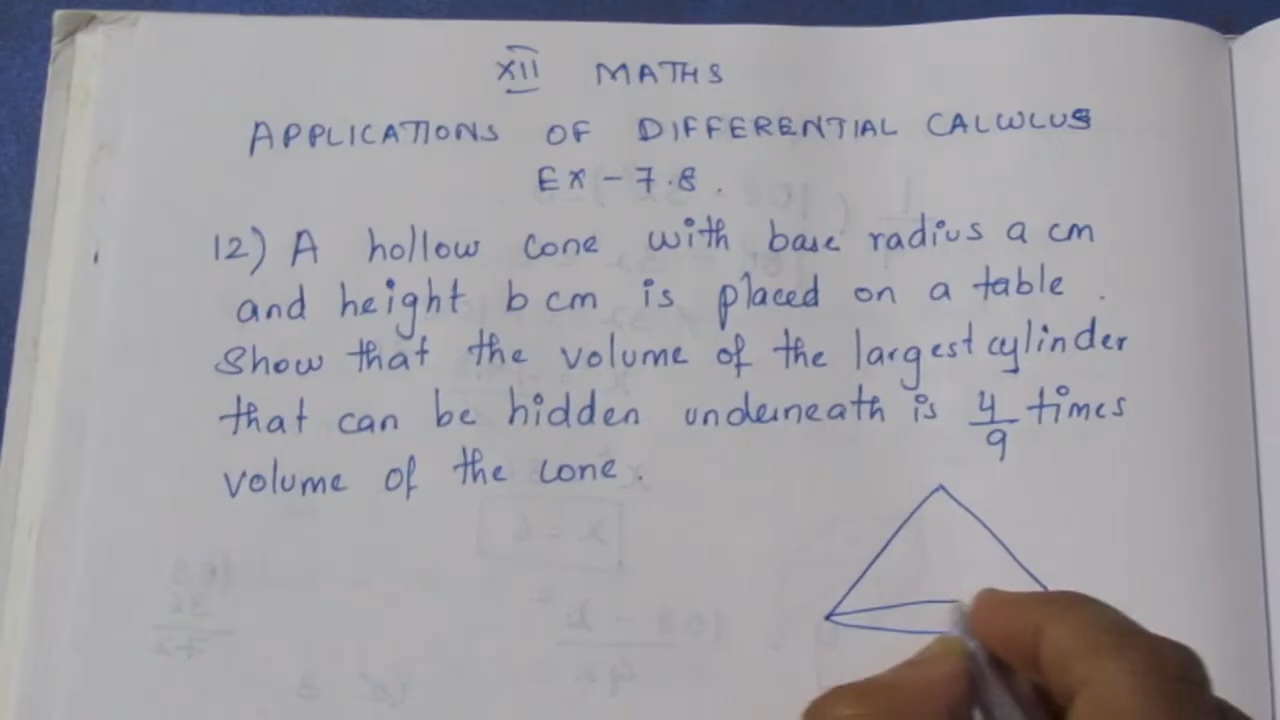 XII MATHS
APPLICATIONS OF DIFFERENTIAL CALCULUS
EX - 7.8.
12) A hollow cone with base radius a cm
and height b cm is placed on a table.
Show that the volume of the largest cylinder
that can be hidden underneath is 4/9 times
volume of the cone.